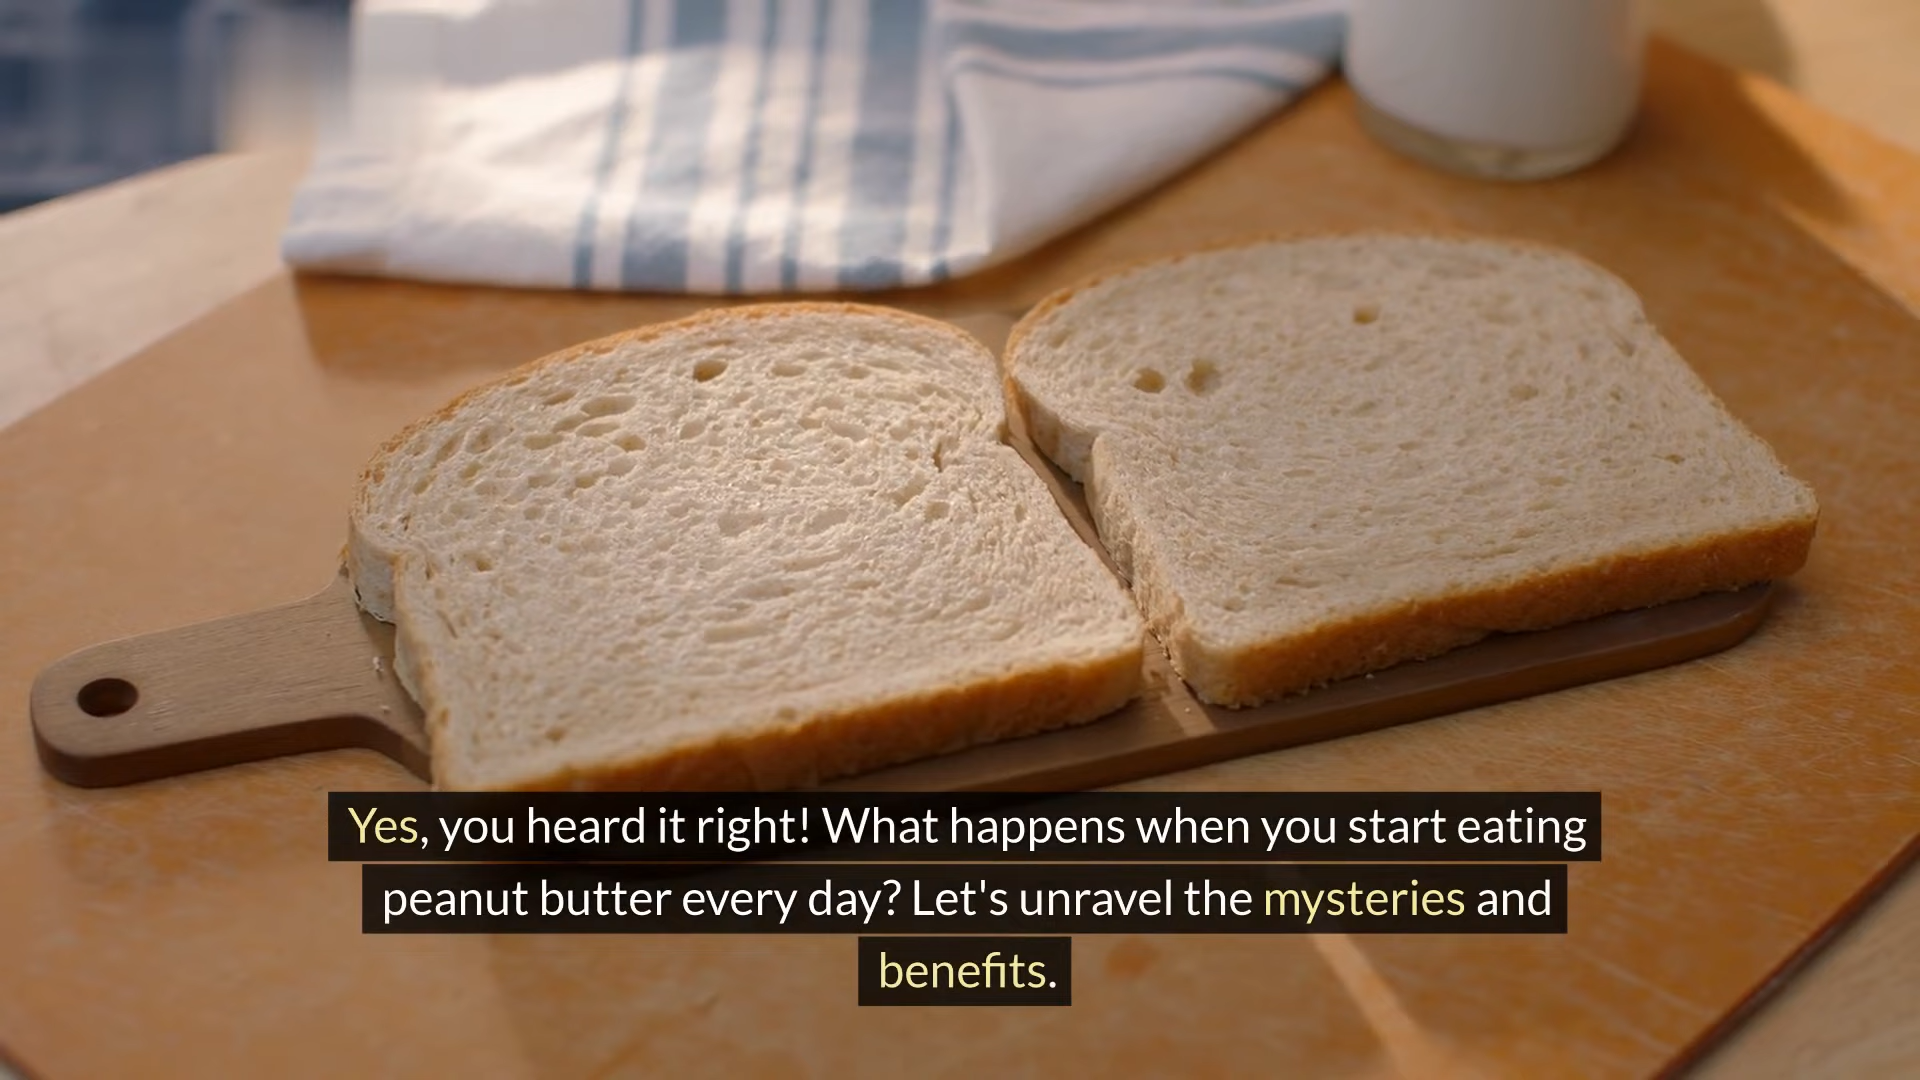 Yes, you heard it right! What happens when you start eating
peanut butter every day? Let's unravel the mysteries and
benefits.